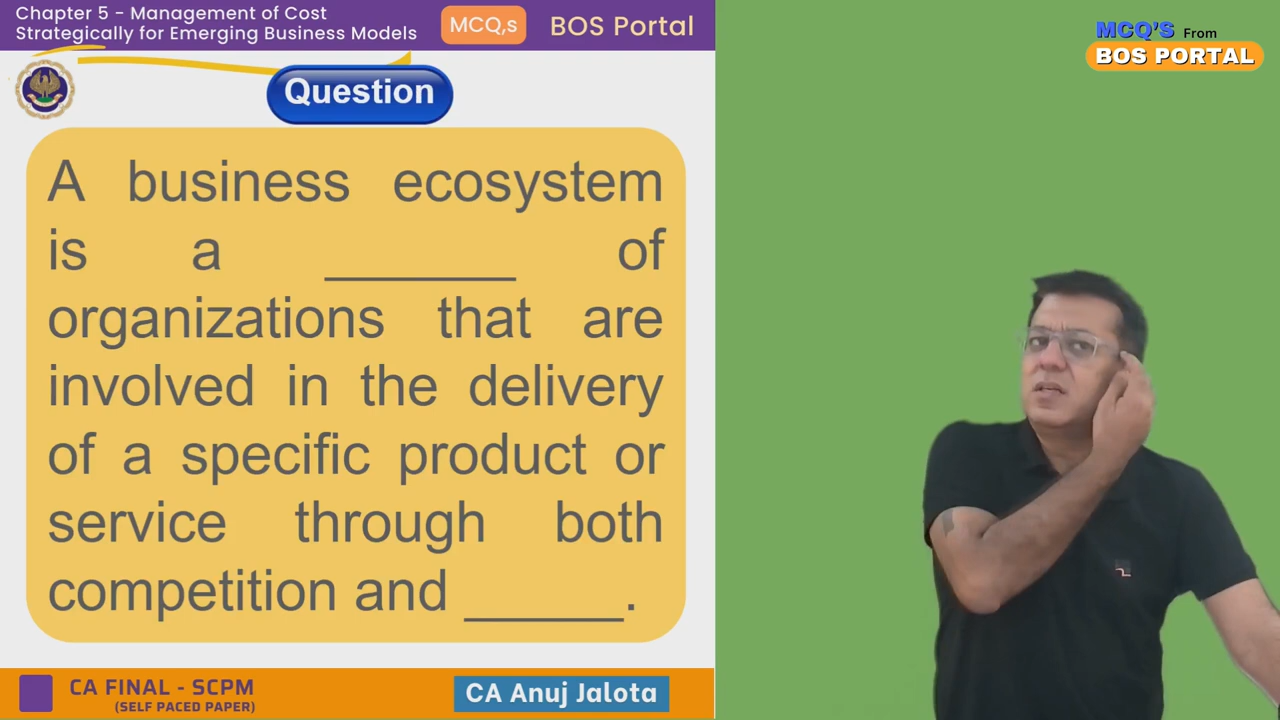 Chapter 5 - Management of Cost
Strategically for Emerging Business Models
MCQ,s
BOS Portal
Question
A business ecosystem
is a ______ of
organizations that are
involved in the delivery
of a specific product or
service through both
competition and _____.
CA FINAL - SCPM
(SELF PACED PAPER)
CA Anuj Jalota
MCQ'S From
BOS PORTAL